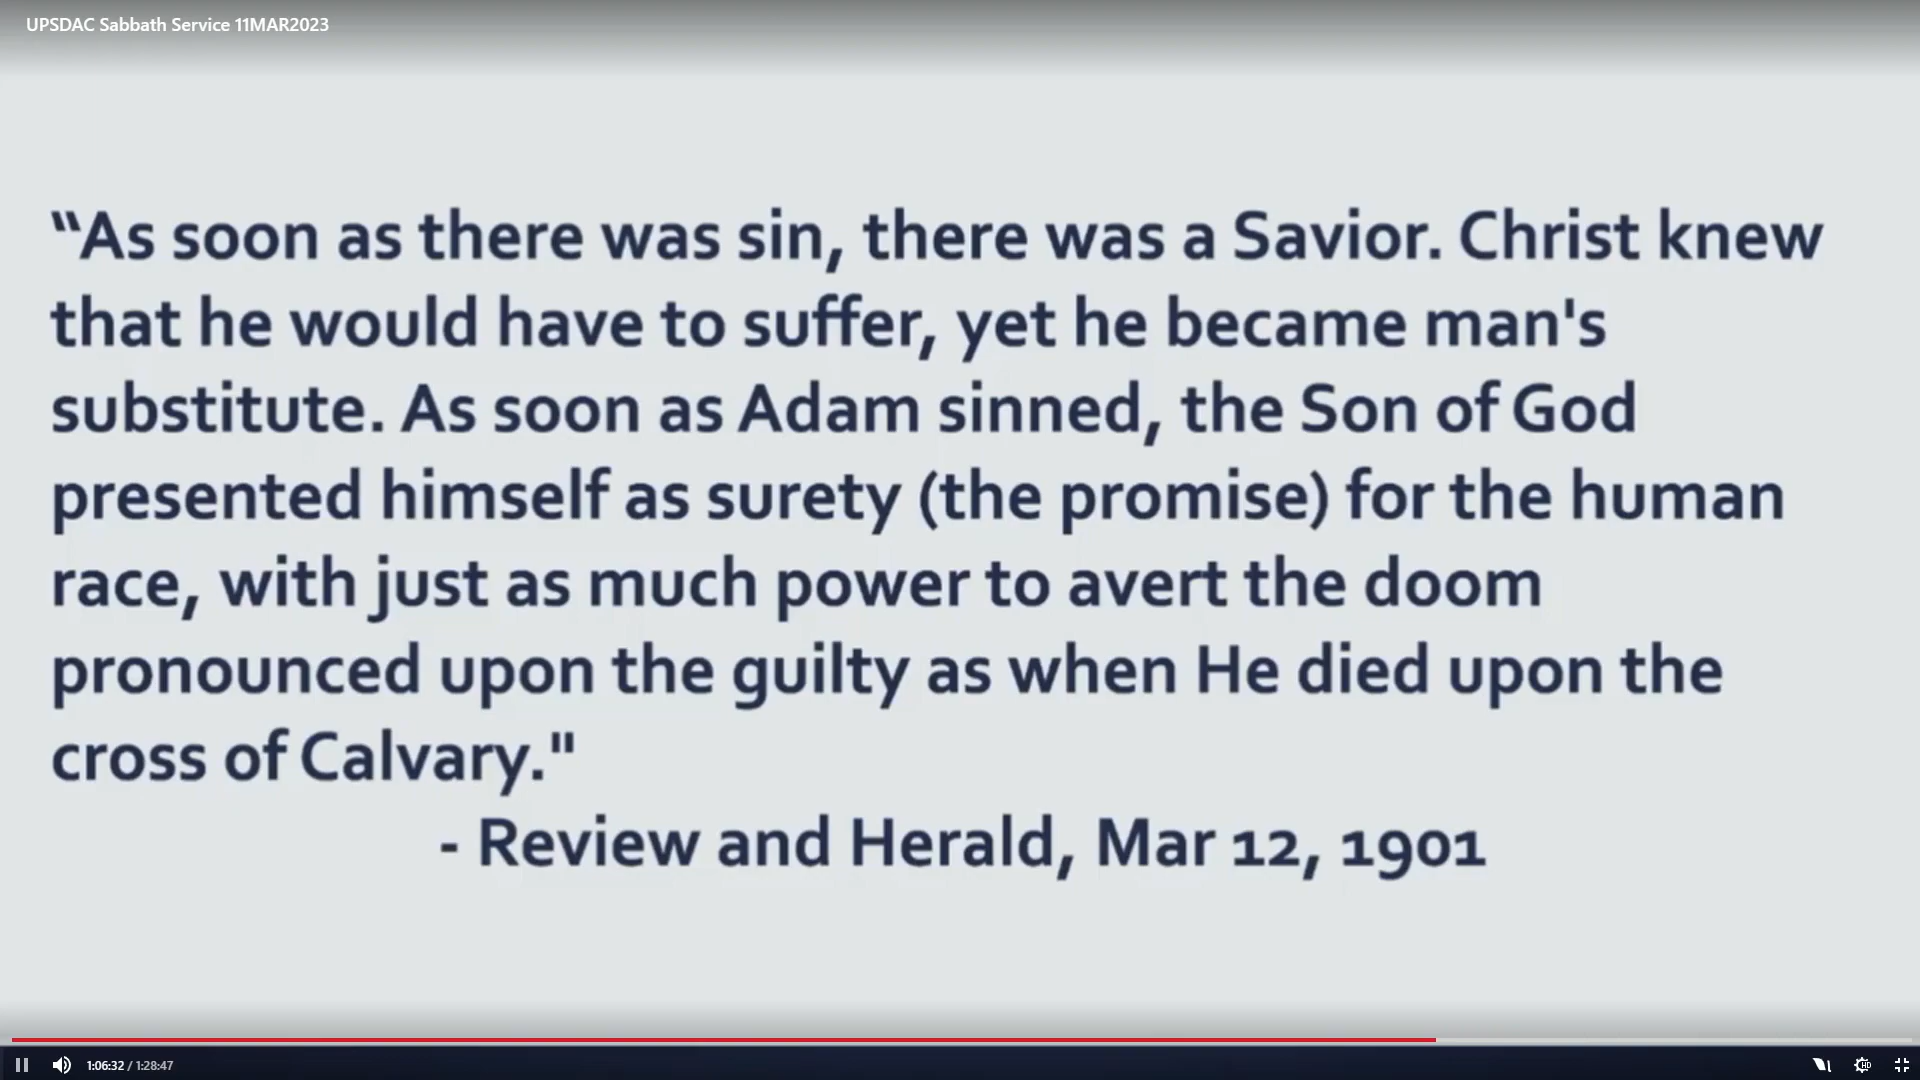 UPSDAC Sabbath Service 11MAR2023
“As soon as there was sin, there was a Savior. Christ knew
that he would have to suffer, yet he became man's
substitute. As soon as Adam sinned, the Son of God
presented himself as surety (the promise) for the human
race, with just as much power to avert the doom
pronounced upon the guilty as when He died upon the
cross of Calvary."
- Review and Herald, Mar 12, 1901
1:06:32 / 1:28:47
HD